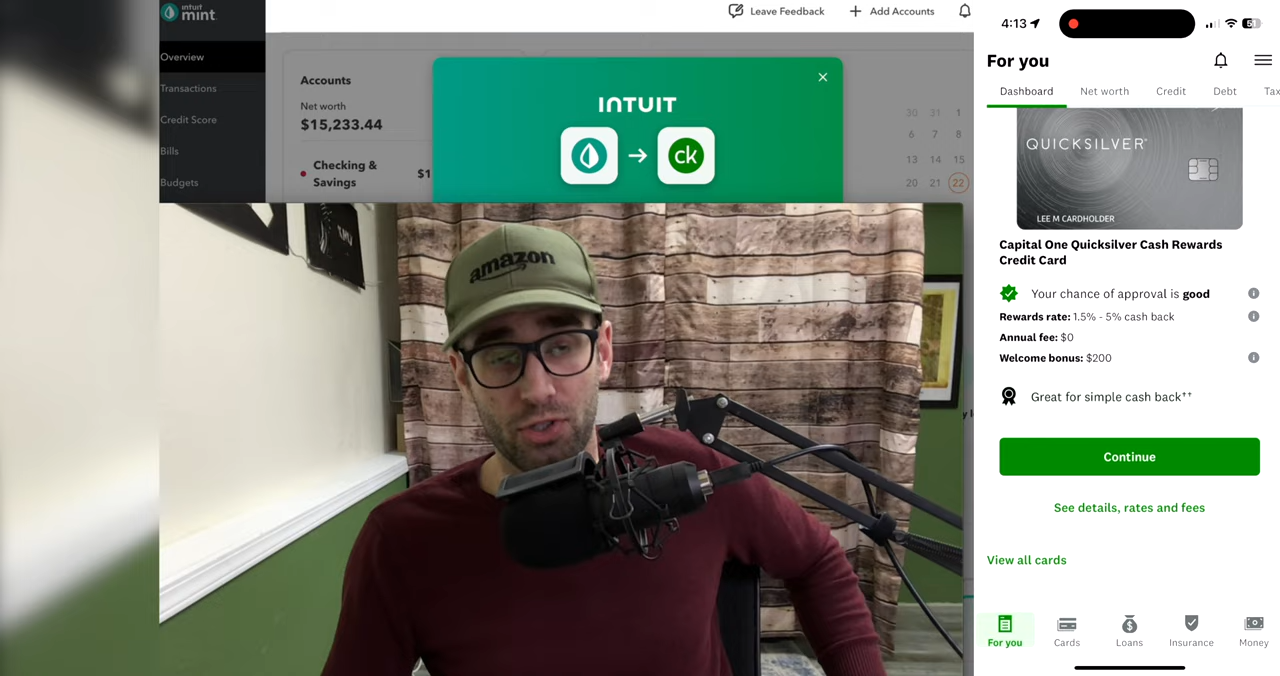 intuit
mint
Leave Feedback
Add Accounts
Overview
Transactions
Credit Score
Bills
Budgets
Accounts
Net worth
$15,233.44
Checking &
Savings
$1
INTUIT
ck
30 31 1
6 7 8
13 14 15
20 21 22
amazon
4:13
51
For you
Dashboard Net worth Credit Debt Tax
QUICKSILVER
LEE M CARDHOLDER
Capital One Quicksilver Cash Rewards
Credit Card
Your chance of approval is good
Rewards rate: 1.5% - 5% cash back
Annual fee: $0
Welcome bonus: $200
Great for simple cash back††
Continue
See details, rates and fees
View all cards
For you Cards Loans Insurance Money